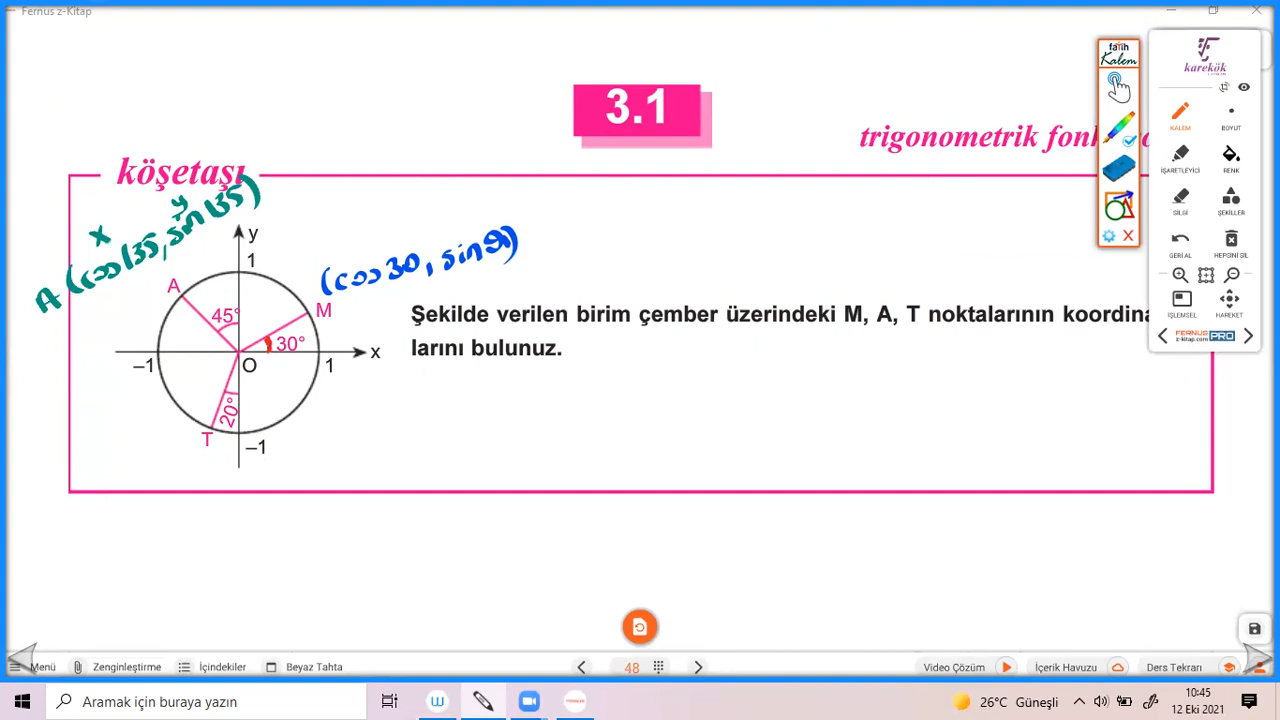 Fernus z-Kitap
3.1
trigonometrik fonk
köşetaşı
A (cos135, sin135)
x
y
(cos 30, sin30)
y
1
A
M
45°
30°
x
–1
O
1
20°
T
–1
Şekilde verilen birim çember üzerindeki M, A, T noktalarının koordina
larını bulunuz.
fatih
Kalem
karekök
KALEM
BOYUT
İŞARETLEYİCİ
RENK
SİLGİ
ŞEKİLLER
GERİ AL
HEPSİNİ SİL
İŞLEMSEL
HAREKET
FERNUS
z-kitap.com
PRO
Menü
Zenginleştirme
İçindekiler
Beyaz Tahta
48
Video Çözüm
İçerik Havuzu
Ders Tekrarı
Aramak için buraya yazın
26°C Güneşli
10:45
12 Eki 2021